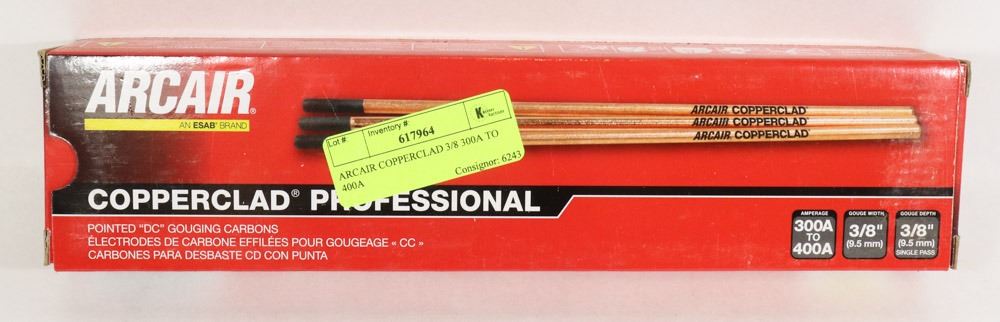 ARCAIR®
AN ESAB® BRAND
ARCAIR COPPERCLAD
ARCAIR COPPERCLAD
ARCAIR COPPERCLAD
Lot #:
Inventory #:
617964
ARCAIR COPPERCLAD 3/8 300A TO
400A
Consignor: 6243
COPPERCLAD® PROFESSIONAL
POINTED "DC" GOUGING CARBONS
ÉLECTRODES DE CARBONE EFFILÉES POUR GOUGEAGE « CC »
CARBONES PARA DESBASTE CD CON PUNTA
AMPERAGE
300A
TO
400A
GOUGE WIDTH
3/8"
(9.5 mm)
GOUGE DEPTH
3/8"
(9.5 mm)
SINGLE PASS